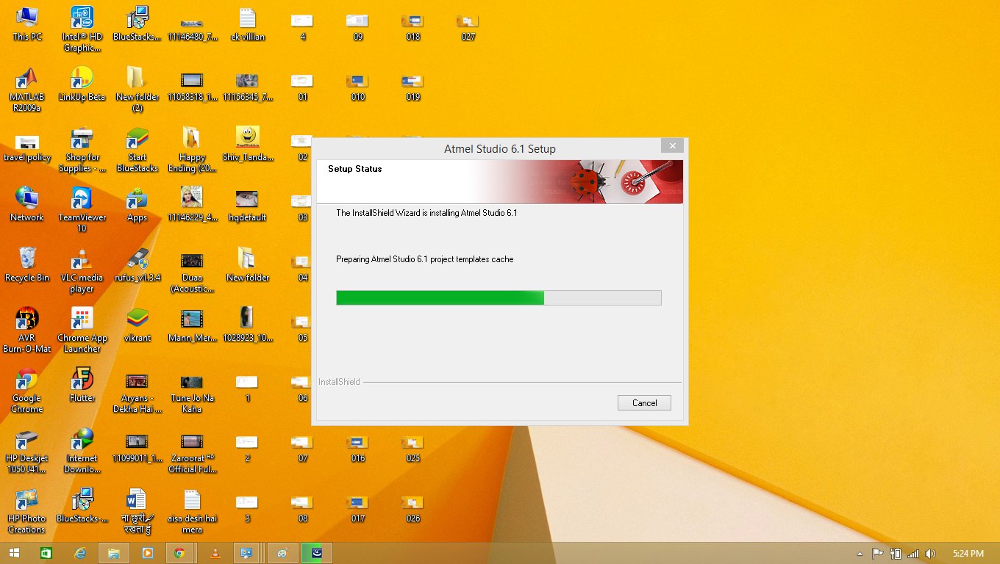 This PC
Intel® HD
Graphic...
BlueStacks...
11146480_7...
ek villian
4
09
018
027
MATLAB
R2009a
LinkUp Beta
New folder
(2)
11058318_1...
11156345_7...
01
010
019
travel policy
Shop for
Supplies - ...
Start
BlueStacks
Happy
Ending (20...
Shiv_Tanda...
02
Network
TeamViewer
10
Apps
11146229_4...
hqdefault
03
Recycle Bin
VLC media
player
rufus_v1.3.4
Duaa
(Acoustic...
New folder
04
AVR
Burn-O-Mat
Chrome App
Launcher
vikrant
Mann_Mer...
1028923_10...
05
Google
Chrome
Flutter
Aryans -
Dekha Hai ...
Tune Jo Na
Kaha
1
06
HP Deskjet
1050 J41...
Internet
Downlo...
11099011_1...
Zaroorat ᴴᴰ
Official Ful...
2
07
016
025
HP Photo
Creations
BlueStacks-...
ना छुरी
रखता हुं
aisa desh hai
mera
3
08
017
026
Atmel Studio 6.1 Setup
Setup Status
The InstallShield Wizard is installing Atmel Studio 6.1
Preparing Atmel Studio 6.1 project templates cache
InstallShield
Cancel
5:24 PM